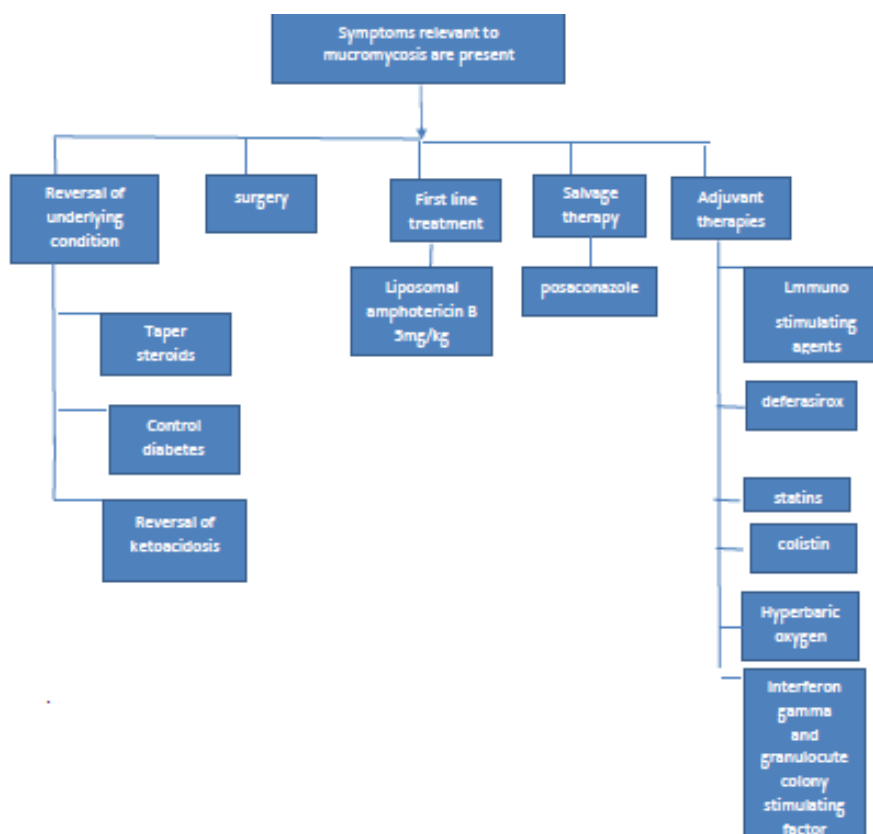 Symptoms relevant to
mucromycosis are present
Reversal of
underlying
condition
surgery
First line
treatment
Salvage
therapy
Adjuvant
therapies
Liposomal
amphotericin B
5mg/kg
posaconazole
Lmmuno
stimulating
agents
Taper
steroids
deferasirox
Control
diabetes
statins
Reversal of
ketoacidosis
colistin
Hyperbaric
oxygen
Interferon
gamma
and
granulocute
colony
stimulating
factor